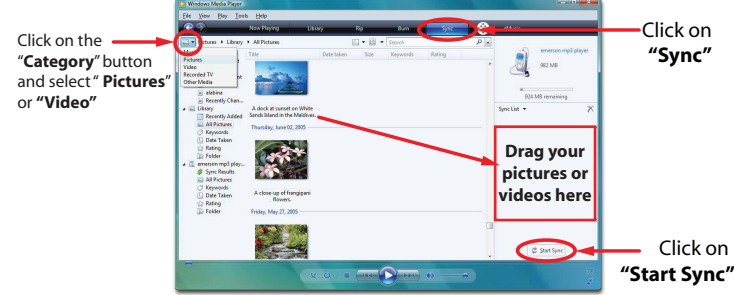 Windows Media Player
File View Play Tools Help
Now Playing Library Rip Burn Sync
Pictures Library All Pictures
Search
Click on the
"Category" button
and select " Pictures"
or "Video"
Pictures
Video
Recorded TV
Other Media
alabina
Recently Chan...
Library
Recently Added
All Pictures
Keywords
Date Taken
Rating
Folder
emerson mp3 play...
Sync Results
All Pictures
Keywords
Date Taken
Rating
Folder
Title Date taken Size Keywords Rating
A dock at sunset on White
Sands Island in the Maldives.
Thursday, June 02, 2005
A close-up of frangipani
flowers.
Friday, May 27, 2005
Click on
"Sync"
emerson mp3 player
962 MB
924 MB remaining
Sync List
Drag your
pictures or
videos here
Start Sync
Click on
"Start Sync"